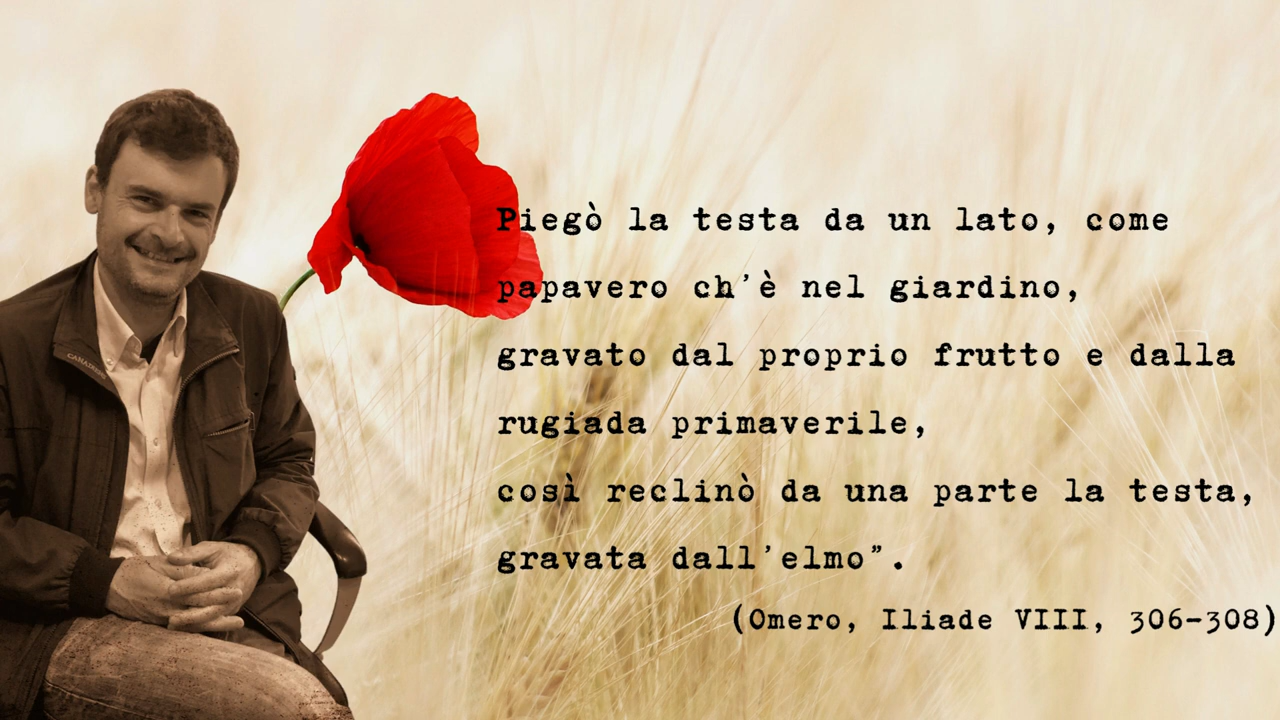 CANADIENS
Piegò la testa da un lato, come
papavero ch'è nel giardino,
gravato dal proprio frutto e dalla
rugiada primaverile,
così reclinò da una parte la testa,
gravata dall'elmo”.
(Omero, Iliade VIII, 306-308)